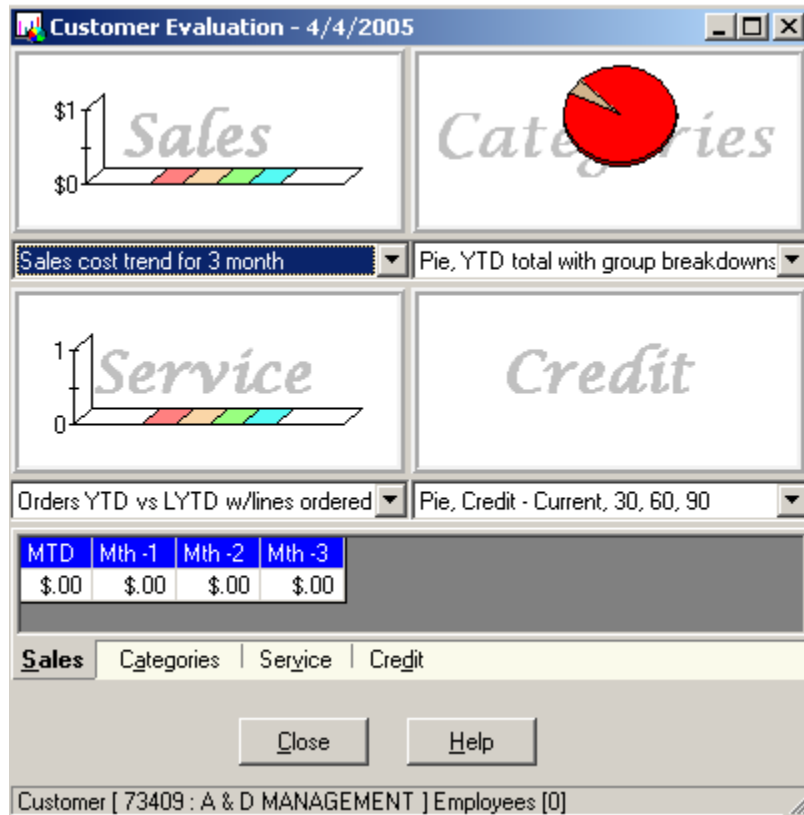 Customer Evaluation - 4/4/2005
$1
Sales
$0
Categories
Sales cost trend for 3 month
Pie, YTD total with group breakdowns
1
Service
0
Credit
Orders YTD vs LYTD w/lines ordered
Pie, Credit - Current, 30, 60, 90
MTD Mth -1 Mth -2 Mth -3
$.00 $.00 $.00 $.00
Sales Categories Service Credit
Close Help
Customer [ 73409 : A & D MANAGEMENT ] Employees [0]